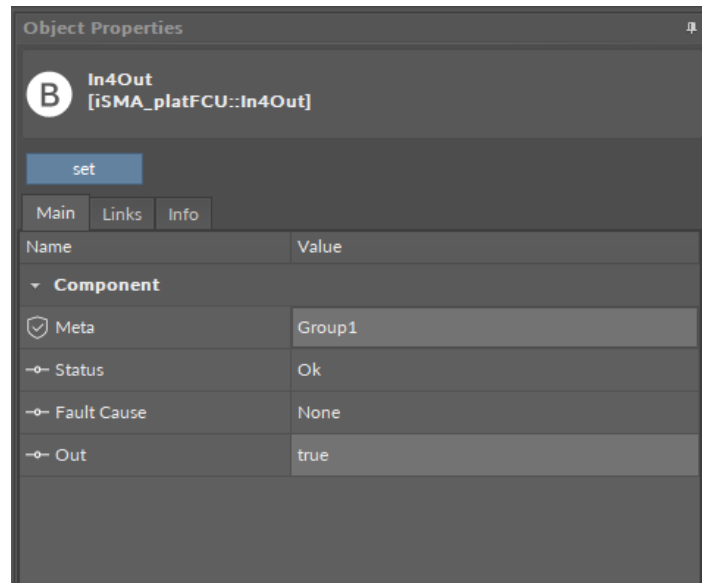 Object Properties
B
In4Out
[iSMA_platFCU::In4Out]
set
Main Links Info
Name Value
Component
Meta Group1
Status Ok
Fault Cause None
Out true